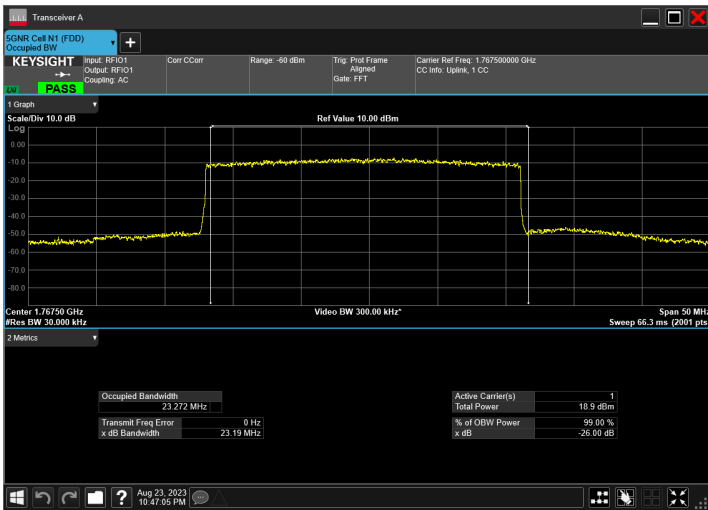 Transceiver A
5GNR Cell N1 (FDD)
Occupied BW
KEYSIGHT
PASS
Input: RFIO1
Output: RFIO1
Coupling: AC
Corr CCorr
Range: -60 dBm
Trig: Prot Frame
Aligned
Gate: FFT
Carrier Ref Freq: 1.767500000 GHz
CC Info: Uplink, 1 CC
1 Graph
Scale/Div 10.0 dB
Ref Value 10.00 dBm
Log
0.00
-10.0
-20.0
-30.0
-40.0
-50.0
-60.0
-70.0
-80.0
Center 1.76750 GHz
Video BW 300.00 kHz*
Span 50 MHz
#Res BW 30.000 kHz
Sweep 66.3 ms (2001 pts
2 Metrics
Occupied Bandwidth
23.272 MHz
Transmit Freq Error 0 Hz
x dB Bandwidth 23.19 MHz
Active Carrier(s) 1
Total Power 18.9 dBm
% of OBW Power 99.00 %
x dB -26.00 dB
Aug 23, 2023
10:47:05 PM